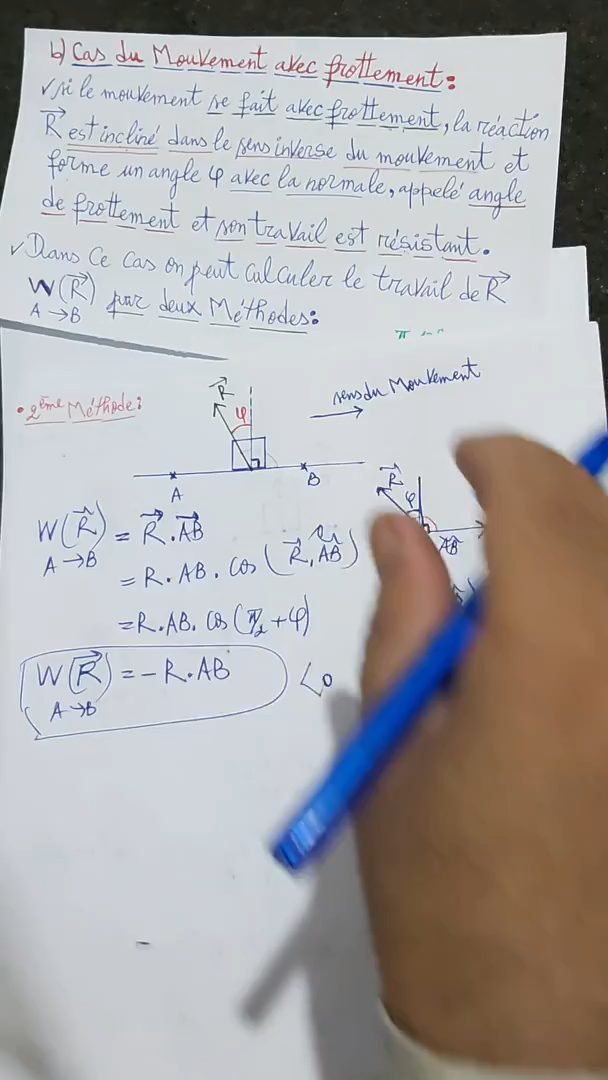 b) Cas du Mouvement avec frottement:
✓ si le mouvement se fait avec frottement, la réaction
R⃗ est incliné dans le sens inverse du mouvement et
forme un angle φ avec la normale, appelé angle
de frottement et son travail est résistant.
✓ Dans ce cas on peut calculer le travail de R⃗
W(R⃗) par deux Méthodes:
A→B
• 2ème Méthode:
R⃗ φ
sens du Mouvement
A B
R⃗
φ
AB⃗
W(R⃗) = R⃗.AB⃗
A→B
= R.AB.cos(R⃗,AB⃗)
= R.AB.cos(π/2+φ)
W(R⃗) = -R.AB <0
A→B